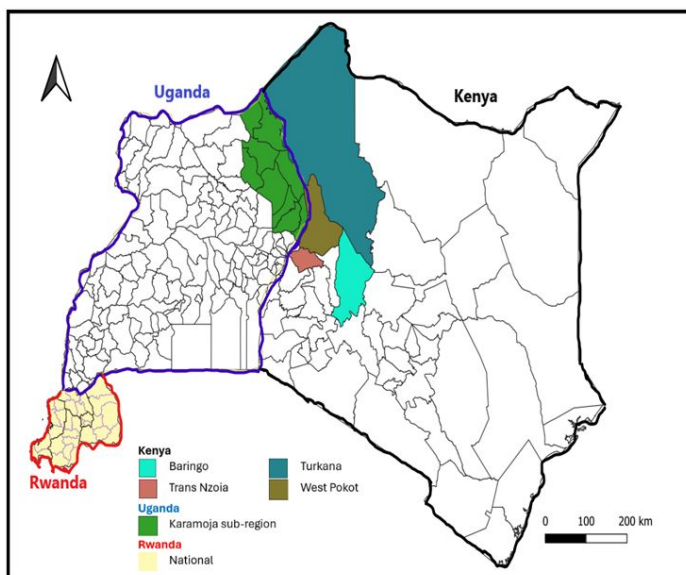 Uganda
Kenya
Rwanda
Kenya
Baringo
Turkana
Trans Nzoia
West Pokot
Uganda
Karamoja sub-region
Rwanda
National
0 100 200 km